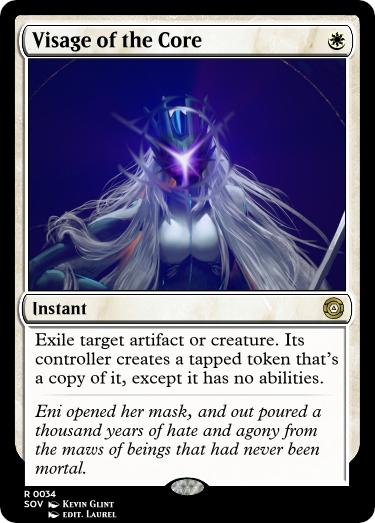 Visage of the Core
Instant
Exile target artifact or creature. Its
controller creates a tapped token that's
a copy of it, except it has no abilities.
Eni opened her mask, and out poured a
thousand years of hate and agony from
the maws of beings that had never been
mortal.
R 0034
SOV Kevin Glint
edit. Laurel